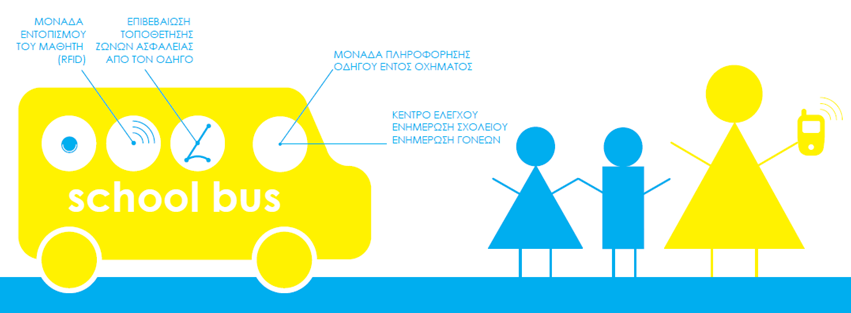 ΜΟΝΑΔΑ
ΕΝΤΟΠΙΣΜΟΥ
ΤΟΥ ΜΑΘΗΤΗ
(RFID)
ΕΠΙΒΕΒΑΙΩΣΗ
ΤΟΠΟΘΕΤΗΣΗΣ
ΖΩΝΩΝ ΑΣΦΑΛΕΙΑΣ
ΑΠΟ ΤΟΝ ΟΔΗΓΟ
ΜΟΝΑΔΑ ΠΛΗΡΟΦΟΡΗΣΗΣ
ΟΔΗΓΟΥ ΕΝΤΟΣ ΟΧΗΜΑΤΟΣ
ΚΕΝΤΡΟ ΕΛΕΓΧΟΥ
ΕΝΗΜΕΡΩΣΗ ΣΧΟΛΕΙΟΥ
ΕΝΗΜΕΡΩΣΗ ΓΟΝΕΩΝ
school bus